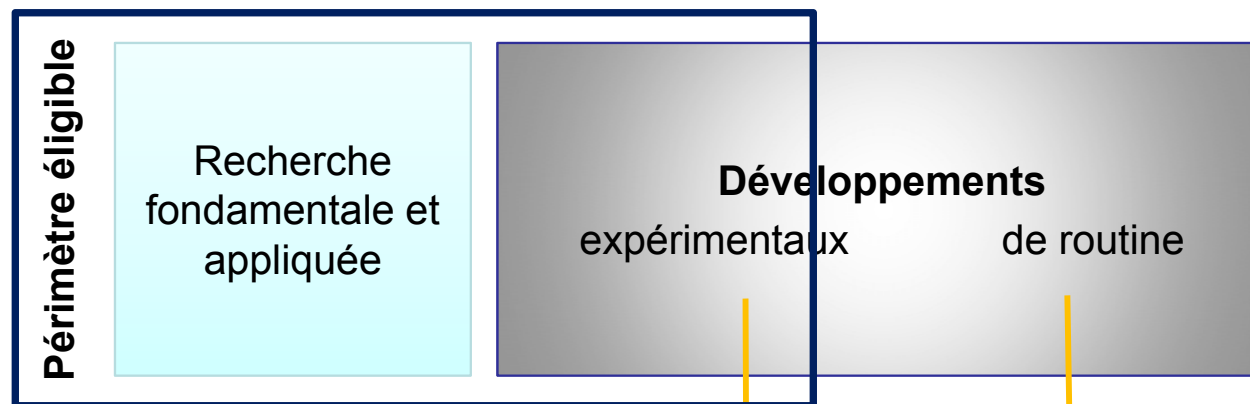 Périmètre éligible
Recherche
fondamentale et
appliquée
Développements
expérimentaux de routine